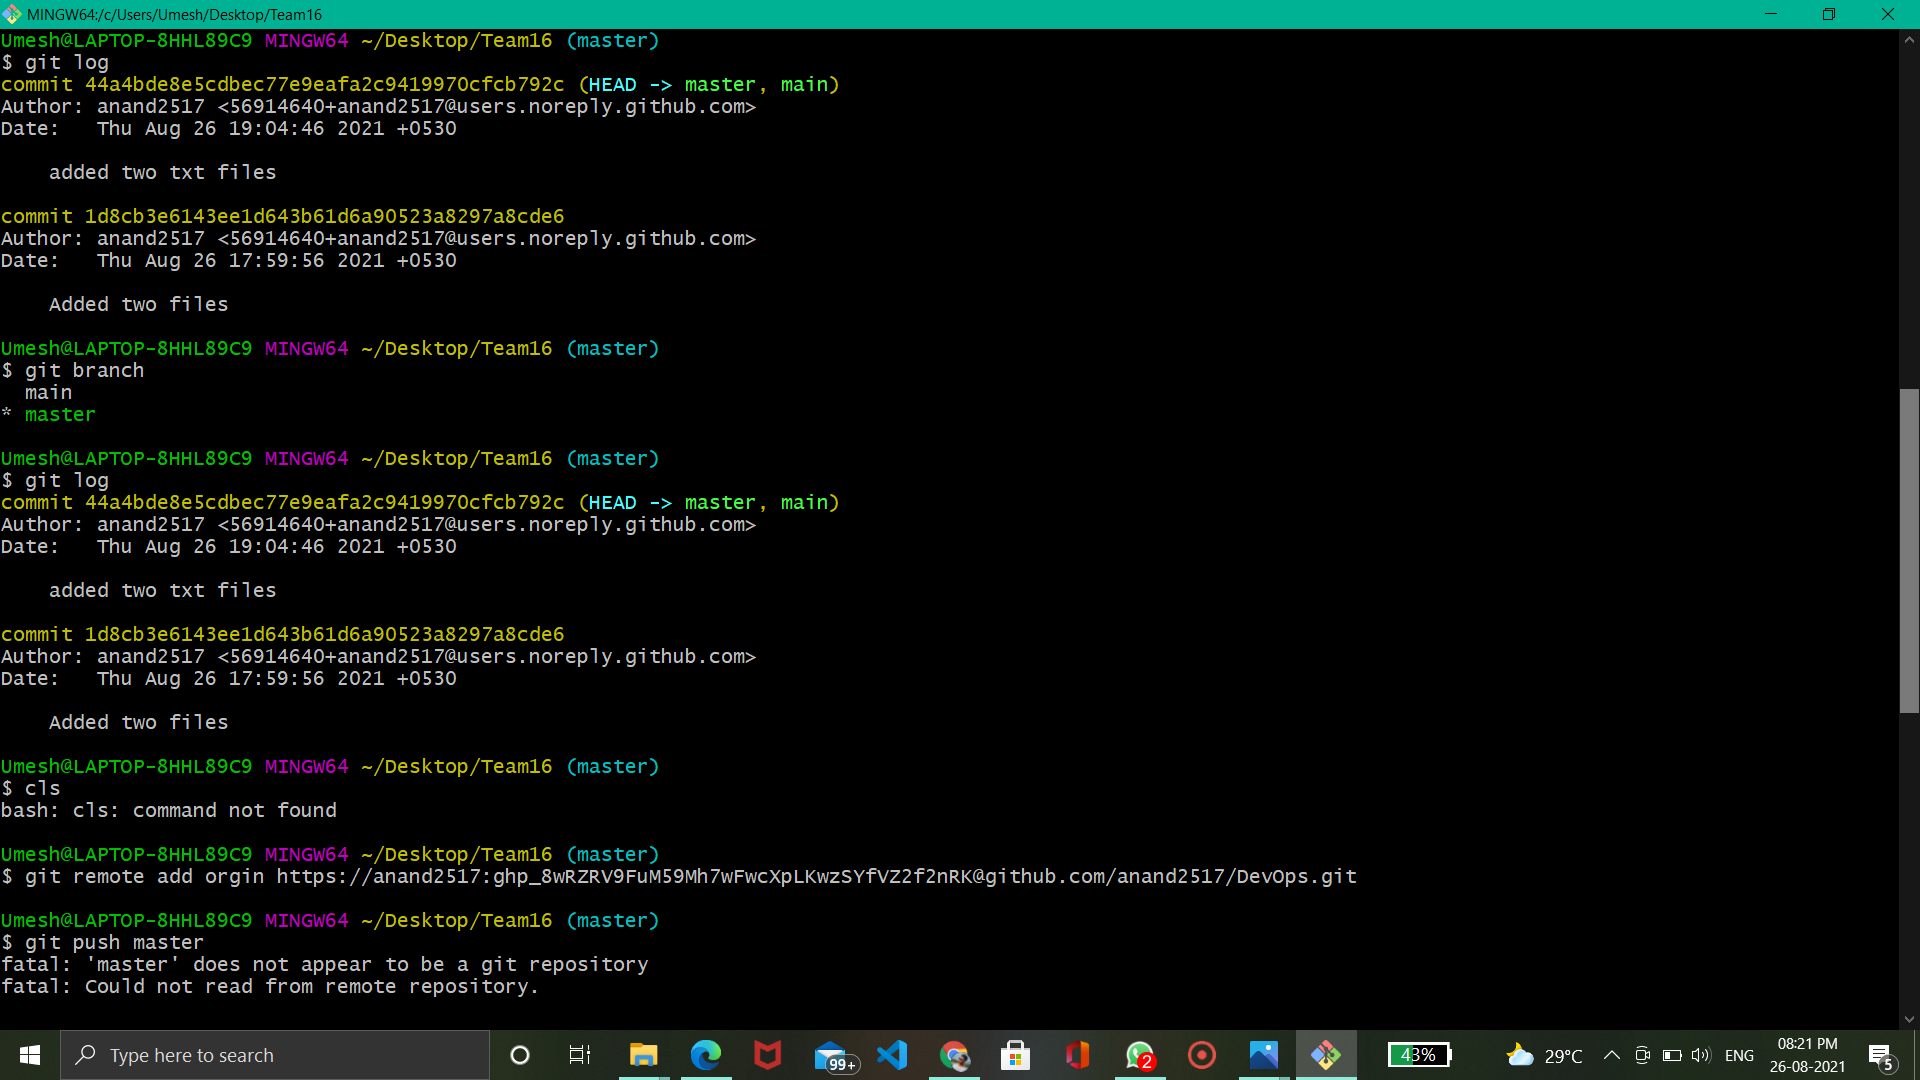 MINGW64:/c/Users/Umesh/Desktop/Team16
Umesh@LAPTOP-8HHL89C9 MINGW64 ~/Desktop/Team16 (master)
$ git log
commit 44a4bde8e5cdbec77e9eafa2c9419970cfcb792c (HEAD -> master, main)
Author: anand2517 <56914640+anand2517@users.noreply.github.com>
Date:   Thu Aug 26 19:04:46 2021 +0530
    added two txt files
commit 1d8cb3e6143ee1d643b61d6a90523a8297a8cde6
Author: anand2517 <56914640+anand2517@users.noreply.github.com>
Date:   Thu Aug 26 17:59:56 2021 +0530
    Added two files
Umesh@LAPTOP-8HHL89C9 MINGW64 ~/Desktop/Team16 (master)
$ git branch
  main
* master
Umesh@LAPTOP-8HHL89C9 MINGW64 ~/Desktop/Team16 (master)
$ git log
commit 44a4bde8e5cdbec77e9eafa2c9419970cfcb792c (HEAD -> master, main)
Author: anand2517 <56914640+anand2517@users.noreply.github.com>
Date:   Thu Aug 26 19:04:46 2021 +0530
    added two txt files
commit 1d8cb3e6143ee1d643b61d6a90523a8297a8cde6
Author: anand2517 <56914640+anand2517@users.noreply.github.com>
Date:   Thu Aug 26 17:59:56 2021 +0530
    Added two files
Umesh@LAPTOP-8HHL89C9 MINGW64 ~/Desktop/Team16 (master)
$ cls
bash: cls: command not found
Umesh@LAPTOP-8HHL89C9 MINGW64 ~/Desktop/Team16 (master)
$ git remote add orgin https://anand2517: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@github.com/anand2517/DevOps.git
Umesh@LAPTOP-8HHL89C9 MINGW64 ~/Desktop/Team16 (master)
$ git push master
fatal: 'master' does not appear to be a git repository
fatal: Could not read from remote repository.
Type here to search
99+
2
43%
29°C
ENG
08:21 PM
26-08-2021
5